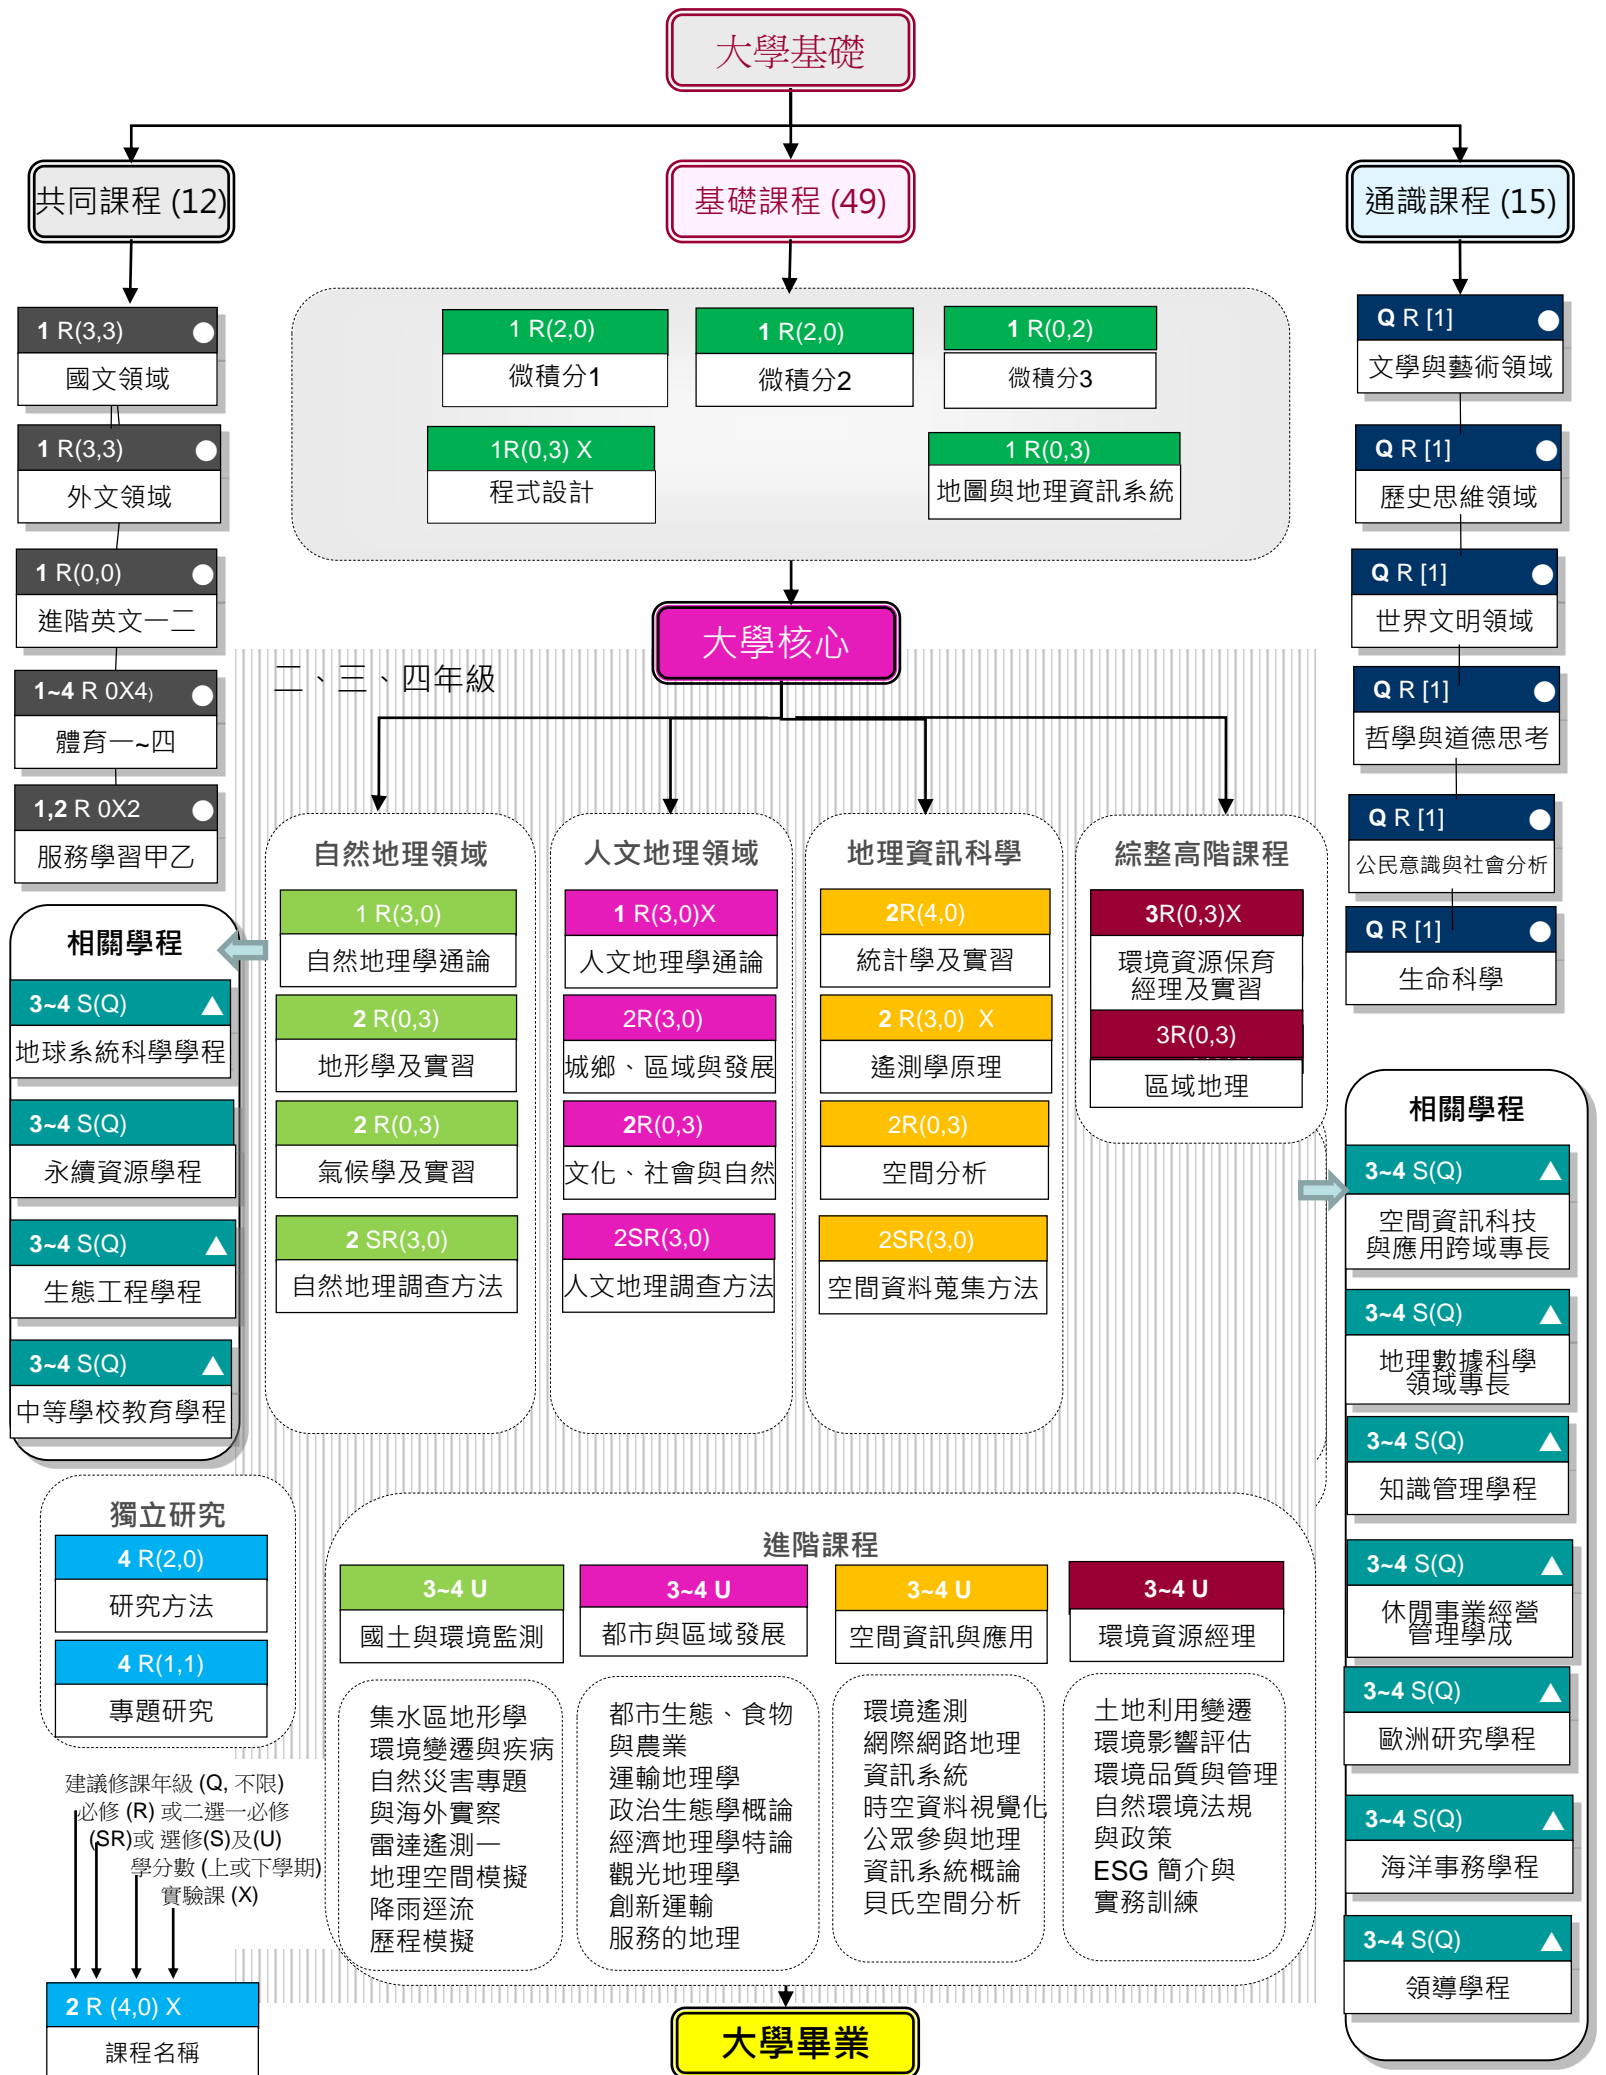 大學基礎
共同課程 (12)
基礎課程 (49)
通識課程 (15)
1 R(3,3)
國文領域
1 R(3,3)
外文領域
1 R(0,0)
進階英文一二
1~4 R 0X4)
體育一~四
1,2 R 0X2
服務學習甲乙
1 R(2,0)
微積分1
1 R(2,0)
微積分2
1 R(0,2)
微積分3
1R(0,3) X
程式設計
1 R(0,3)
地圖與地理資訊系統
Q R [1]
文學與藝術領域
Q R [1]
歷史思維領域
Q R [1]
世界文明領域
Q R [1]
哲學與道德思考
Q R [1]
公民意識與社會分析
Q R [1]
生命科學
大學核心
二、三、四年級
自然地理領域
1 R(3,0)
自然地理學通論
2 R(0,3)
地形學及實習
2 R(0,3)
氣候學及實習
2 SR(3,0)
自然地理調查方法
人文地理領域
1 R(3,0)X
人文地理學通論
2R(3,0)
城鄉、區域與發展
2R(0,3)
文化、社會與自然
2SR(3,0)
人文地理調查方法
地理資訊科學
2R(4,0)
統計學及實習
2 R(3,0) X
遙測學原理
2R(0,3)
空間分析
2SR(3,0)
空間資料蒐集方法
綜整高階課程
3R(0,3)X
環境資源保育
經理及實習
3R(0,3)
區域地理
相關學程
3~4 S(Q)
地球系統科學學程
3~4 S(Q)
永續資源學程
3~4 S(Q)
生態工程學程
3~4 S(Q)
中等學校教育學程
相關學程
3~4 S(Q)
空間資訊科技
與應用跨域專長
3~4 S(Q)
地理數據科學
領域專長
3~4 S(Q)
知識管理學程
3~4 S(Q)
休閒事業經營
管理學成
3~4 S(Q)
歐洲研究學程
3~4 S(Q)
海洋事務學程
3~4 S(Q)
領導學程
獨立研究
4 R(2,0)
研究方法
4 R(1,1)
專題研究
進階課程
3~4 U
國土與環境監測
集水區地形學
環境變遷與疾病
自然災害專題
與海外實察
雷達遙測一
地理空間模擬
降雨逕流
歷程模擬
3~4 U
都市與區域發展
都市生態、食物
與農業
運輸地理學
政治生態學概論
經濟地理學特論
觀光地理學
創新運輸
服務的地理
3~4 U
空間資訊與應用
環境遙測
網際網路地理
資訊系統
時空資料視覺化
公眾參與地理
資訊系統概論
貝氏空間分析
3~4 U
環境資源經理
土地利用變遷
環境影響評估
環境品質與管理
自然環境法規
與政策
ESG 簡介與
實務訓練
建議修課年級 (Q, 不限)
必修 (R) 或二選一必修
(SR)或 選修(S)及(U)
學分數 (上或下學期)
實驗課 (X)
2 R (4,0) X
課程名稱
大學畢業